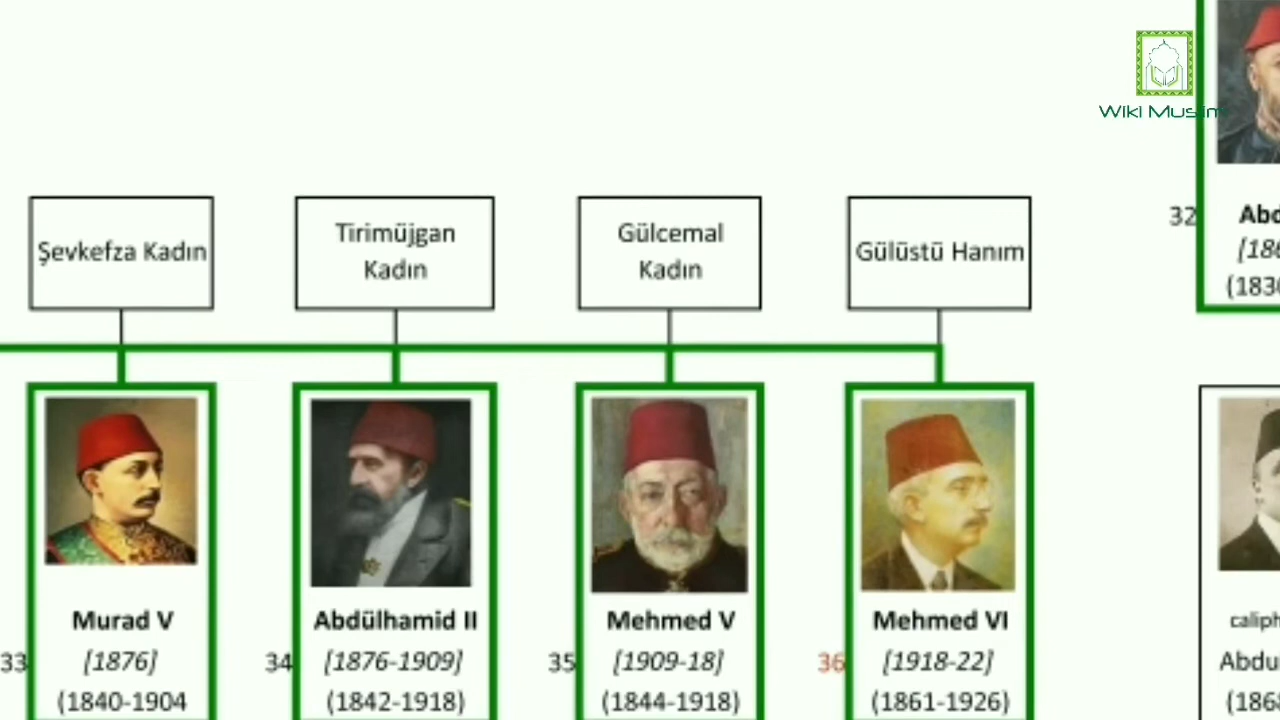 Wiki Muslim
Şevkefza Kadın
Tirimüjgan
Kadın
Gülcemal
Kadın
Gülüstü Hanım
32
33
Murad V
[1876]
(1840-1904
34
Abdülhamid II
[1876-1909]
(1842-1918)
35
Mehmed V
[1909-18]
(1844-1918)
36
Mehmed VI
[1918-22]
(1861-1926)